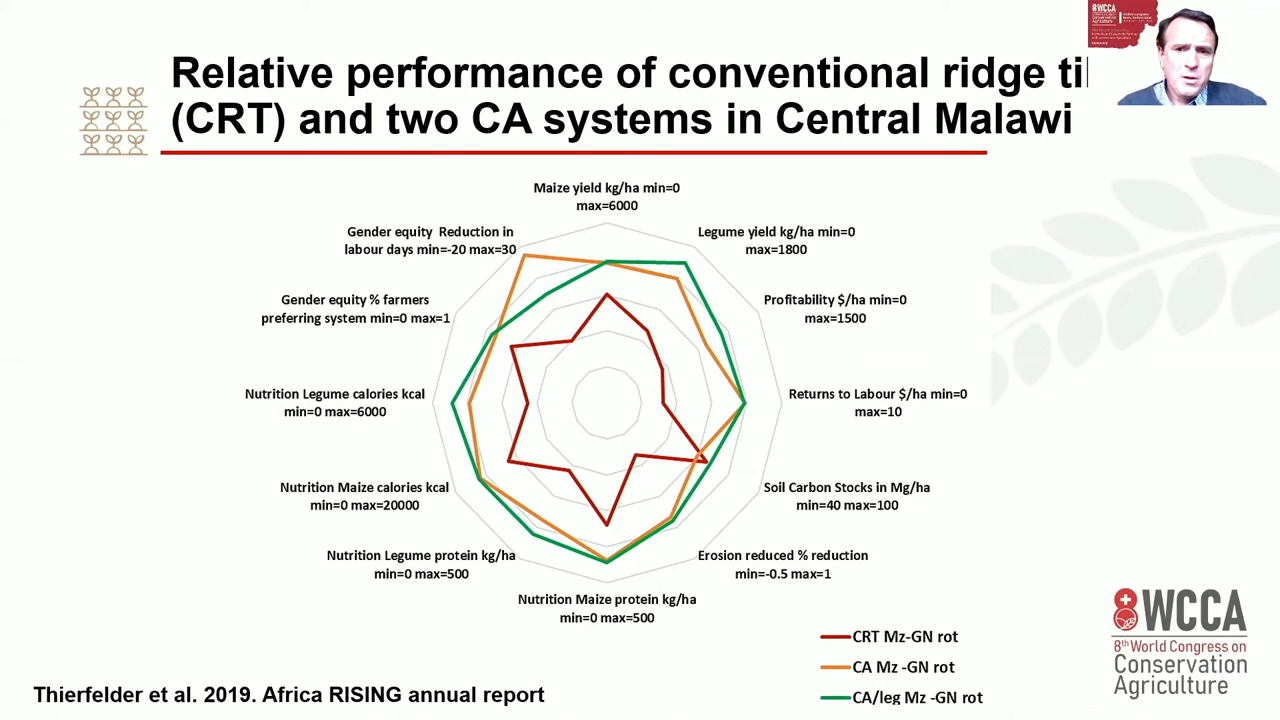 Relative performance of conventional ridge til
(CRT) and two CA systems in Central Malawi
WCCA
Maize yield kg/ha min=0
max=6000
Gender equity Reduction in
labour days min=-20 max=30
Legume yield kg/ha min=0
max=1800
Gender equity % farmers
preferring system min=0 max=1
Profitability $/ha min=0
max=1500
Nutrition Legume calories kcal
min=0 max=6000
Returns to Labour $/ha min=0
max=10
Nutrition Maize calories kcal
min=0 max=20000
Soil Carbon Stocks in Mg/ha
min=40 max=100
Nutrition Legume protein kg/ha
min=0 max=500
Erosion reduced % reduction
min=-0.5 max=1
Nutrition Maize protein kg/ha
min=0 max=500
CRT Mz-GN rot
CA Mz -GN rot
CA/leg Mz -GN rot
8WCCA
8th World Congress on
Conservation
Agriculture
Thierfelder et al. 2019. Africa RISING annual report